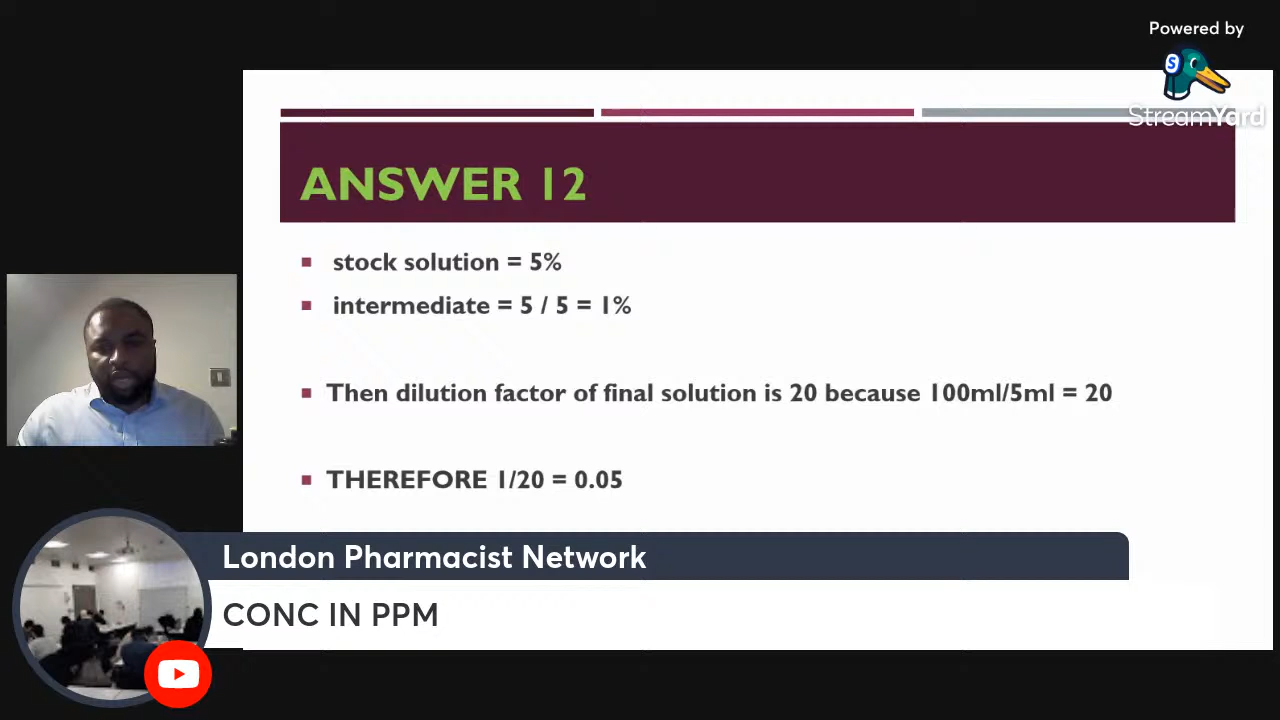 Powered by
StreamYard
ANSWER 12
stock solution = 5%
intermediate = 5 / 5 = 1%
Then dilution factor of final solution is 20 because 100ml/5ml = 20
THEREFORE 1/20 = 0.05
London Pharmacist Network
CONC IN PPM